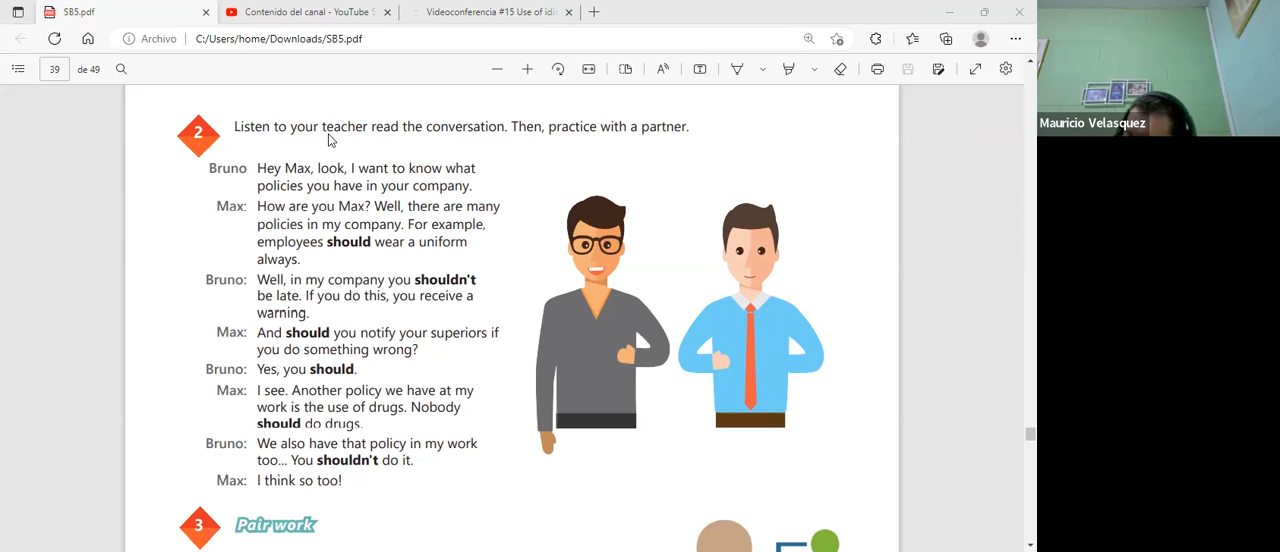 SB5.pdf
Contenido del canal - YouTube S
Videoconferencia #15 Use of idi
Archivo
C:/Users/home/Downloads/SB5.pdf
39
de 49
Mauricio Velasquez
2
Listen to your teacher read the conversation. Then, practice with a partner.
Bruno Hey Max, look, I want to know what
policies you have in your company.
Max: How are you Max? Well, there are many
policies in my company. For example,
employees should wear a uniform
always.
Bruno: Well, in my company you shouldn't
be late. If you do this, you receive a
warning.
Max: And should you notify your superiors if
you do something wrong?
Bruno: Yes, you should.
Max: I see. Another policy we have at my
work is the use of drugs. Nobody
should do drugs.
Bruno: We also have that policy in my work
too... You shouldn't do it.
Max: I think so too!
3
Pair work